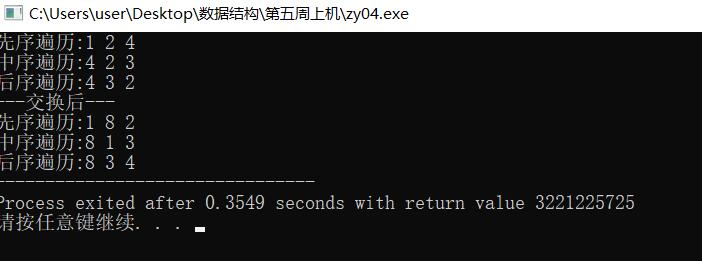 C:\Users\user\Desktop\数据结构\第五周上机\zy04.exe
先序遍历:1 2 4
中序遍历:4 2 3
后序遍历:4 3 2
---交换后---
先序遍历:1 8 2
中序遍历:8 1 3
后序遍历:8 3 4
--------------------------------
Process exited after 0.3549 seconds with return value 3221225725
请按任意键继续. . .